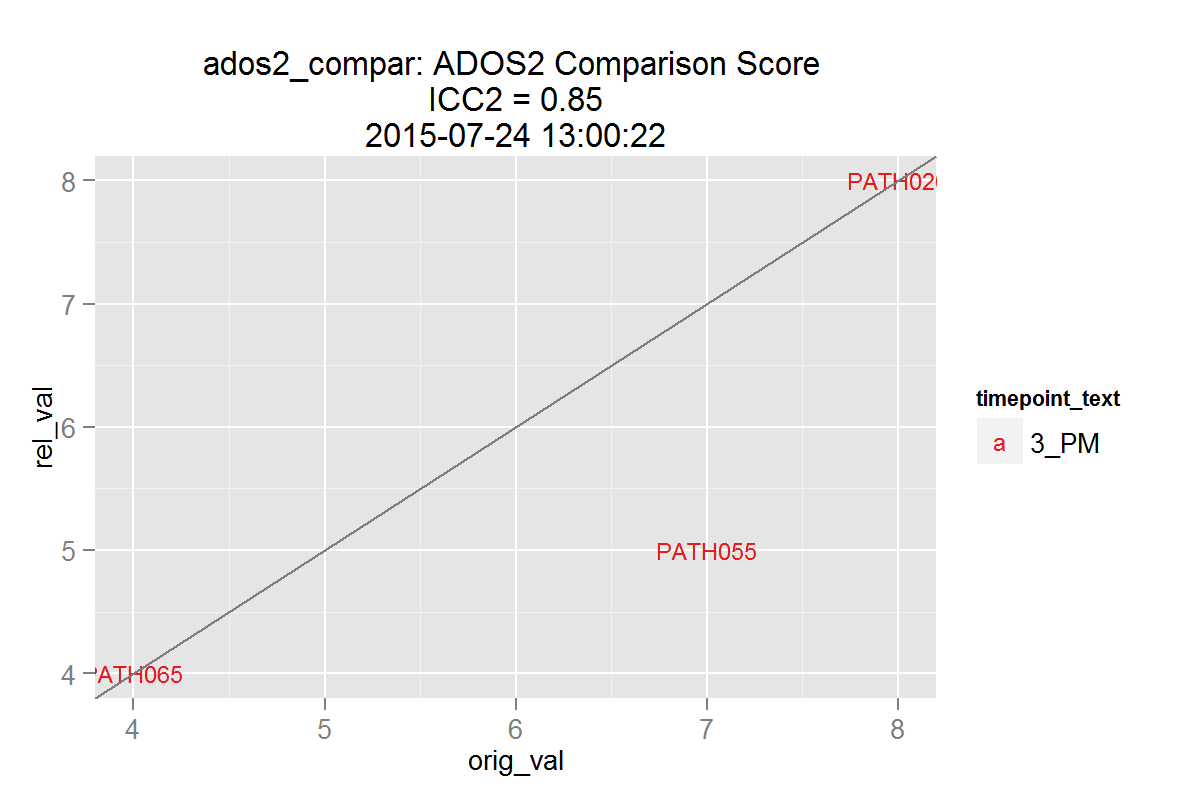 ados2_compar: ADOS2 Comparison Score
ICC2 = 0.85
2015-07-24 13:00:22
8
7
6
5
4
rel_val
PATH055
PATH065
4 5 6 7 8
orig_val
timepoint_text
a 3_PM